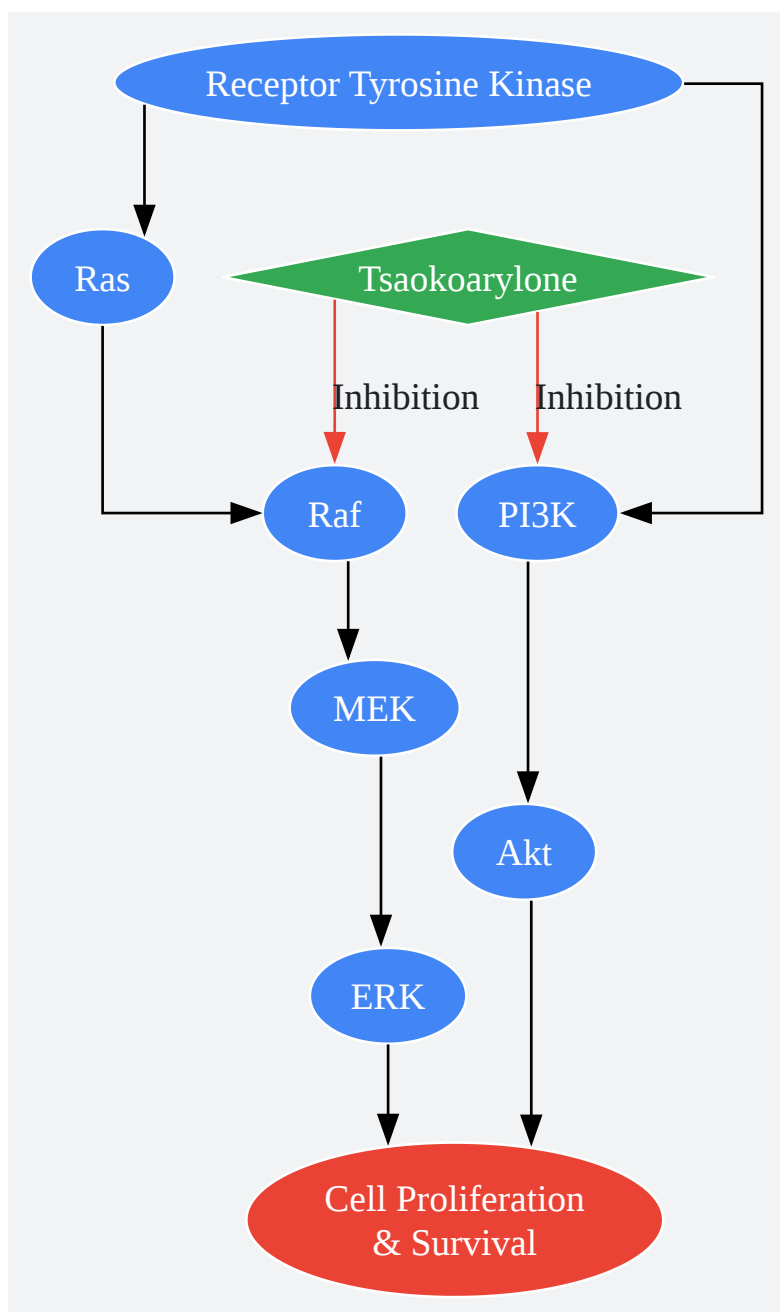 Receptor Tyrosine Kinase
Ras
Tsaokoarylone
Inhibition
Inhibition
Raf
PI3K
MEK
Akt
ERK
Cell Proliferation
& Survival